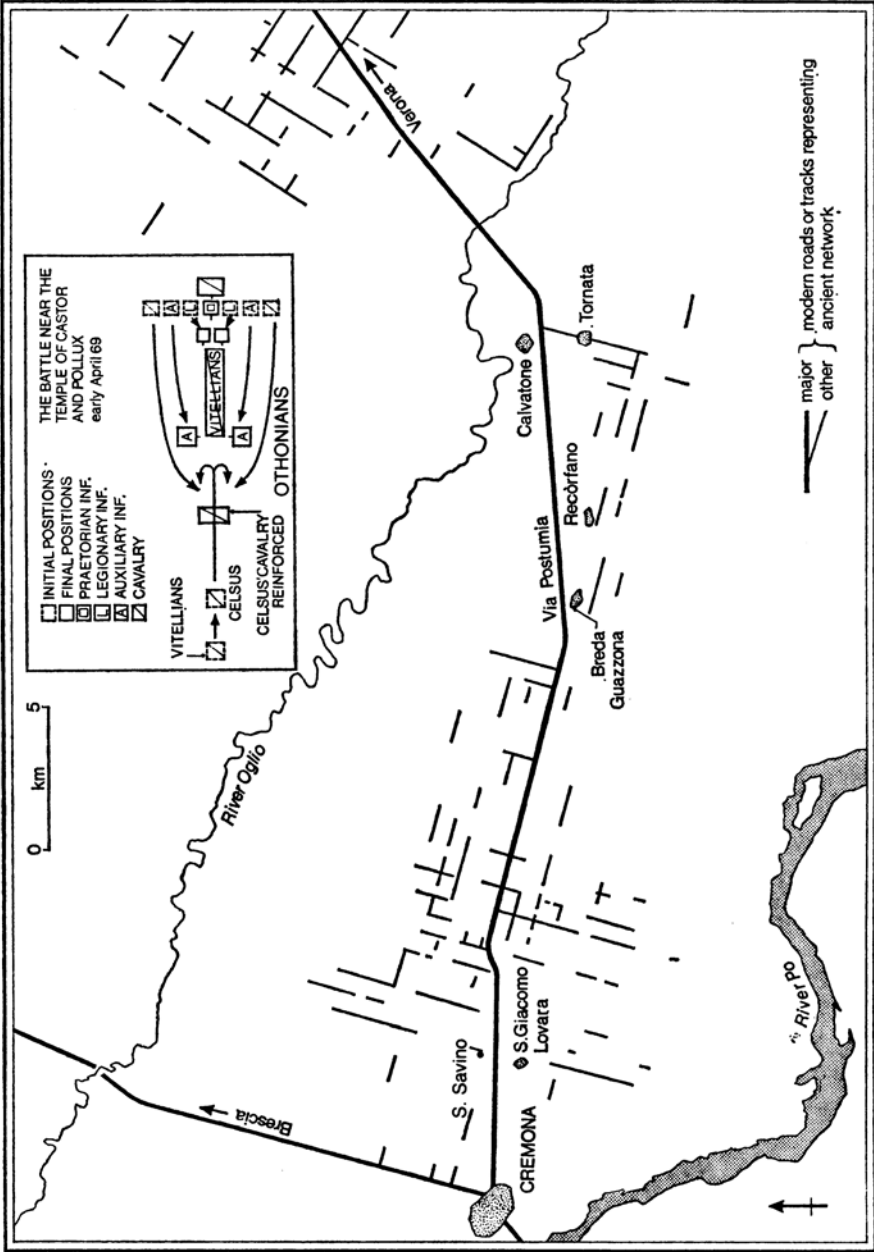 0 km 5
THE BATTLE NEAR THE
TEMPLE OF CASTOR
AND POLLUX
early April 69
INITIAL POSITIONS
FINAL POSITIONS
PRAETORIAN INF.
L LEGIONARY INF.
A AUXILIARY INF.
CAVALRY
VITELLIANS
CELSUS
CELSUS' CAVALRY
REINFORCED
OTHONIANS
VITELLIANS
A
A
A
L
L
A
Brescia
River Oglio
Verona
CREMONA
S. Savino
S. Giacomo
Lovara
Via Postumia
Breda
Guazzona
Recòrfano
Calvatone
Tornata
River Po
major
other
modern roads or tracks representing
ancient network